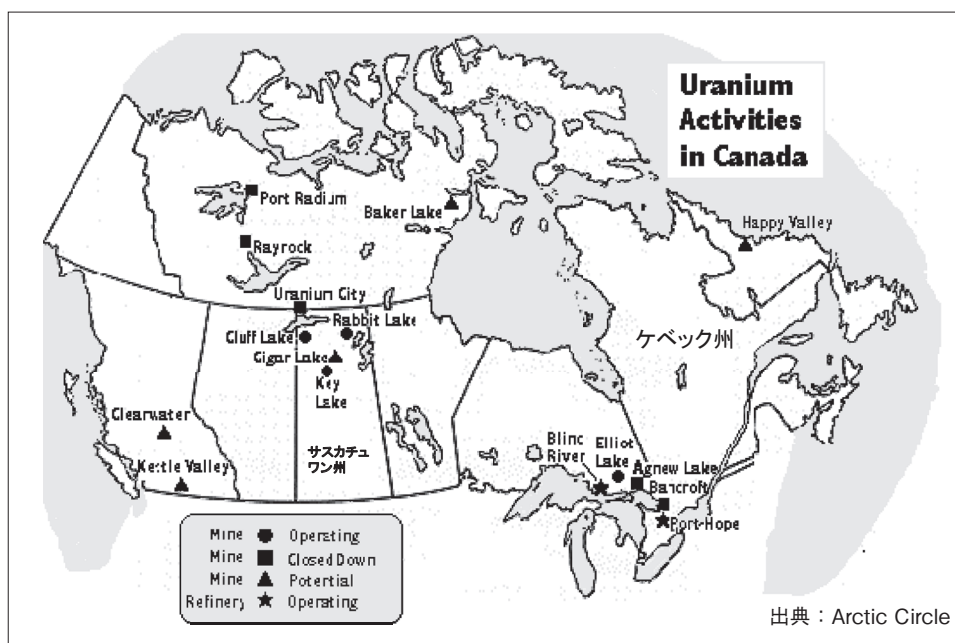 Uranium
Activities
in Canada
Port Radium
Rayrock
Baker Lake
Happy Valley
Uranium City
Rabbit Lake
Cluff Lake
Gigar Lake
Key
Lake
ケベック州
サスカチュ
ワン州
Clearwater
Kettle Valley
Blind
River
Elliot
Lake
Agnew Lake
Bancroft
Port-Hope
Mine ● Operating
Mine ■ Closed Down
Mine ▲ Potential
Refinery ★ Operating
出典：Arctic Circle